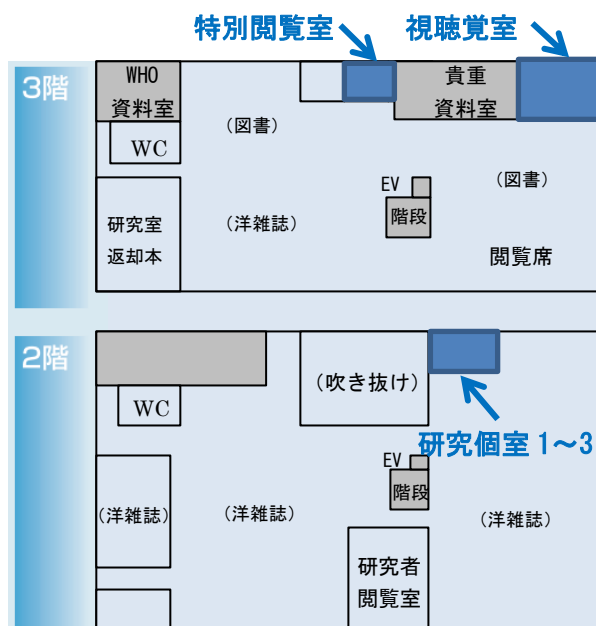 特別閲覧室 視聴覚室
3階
WHO
資料室
貴重
資料室
WC
（図書）
（図書）
EV
階段
研究室
返却本
（洋雑誌）
閲覧席
2階
（吹き抜け）
WC
研究個室 1～3
EV
階段
（洋雑誌）
（洋雑誌）
（洋雑誌）
研究者
閲覧室